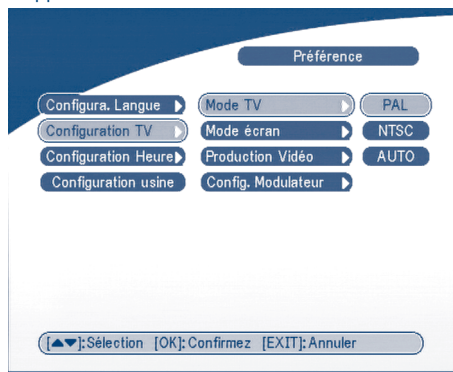 Préférence
Configura. Langue Mode TV PAL
Configuration TV Mode écran NTSC
Configuration Heure Production Vidéo AUTO
Configuration usine Config. Modulateur
[▲▼]:Sélection [OK]:Confirmez [EXIT]:Annuler